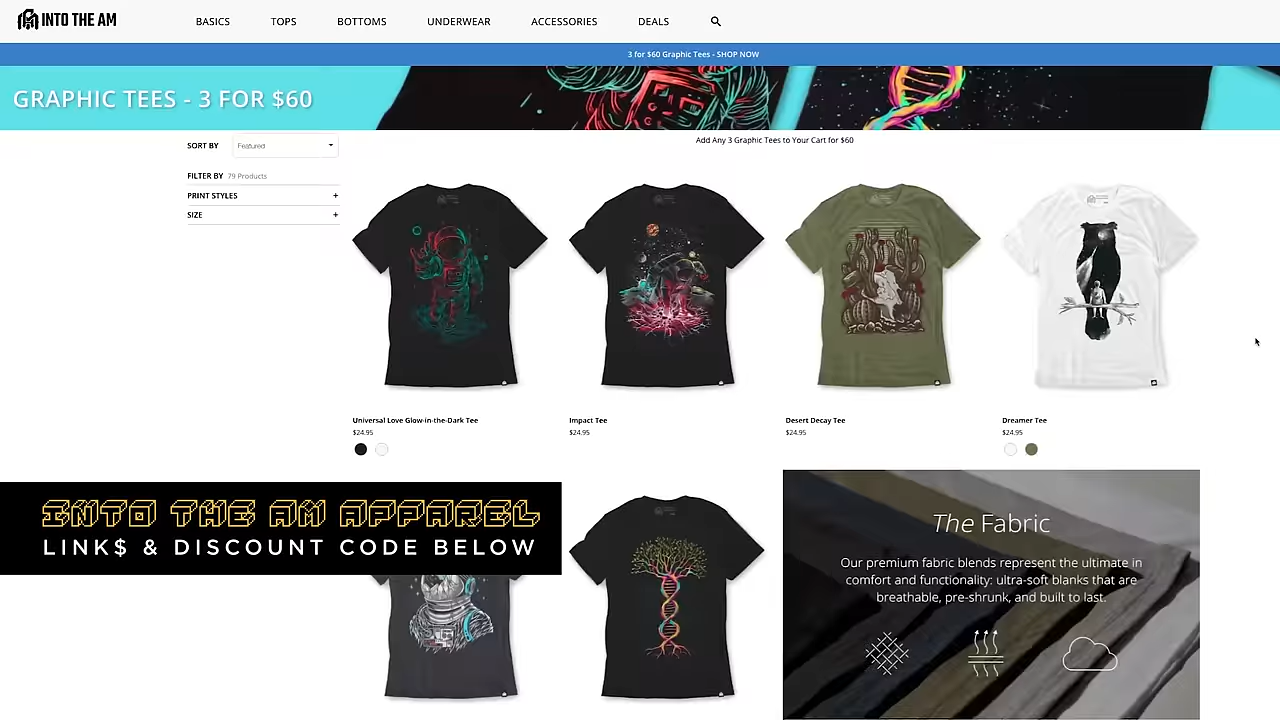 INTO THE AM
BASICS TOPS BOTTOMS UNDERWEAR ACCESSORIES DEALS
3 for $60 Graphic Tees - SHOP NOW
GRAPHIC TEES - 3 FOR $60
SORT BY Featured
Add Any 3 Graphic Tees to Your Cart for $60
FILTER BY 79 Products
PRINT STYLES +
SIZE +
Universal Love Glow-in-the-Dark Tee
$24.95
Impact Tee
$24.95
Desert Decay Tee
$24.95
Dreamer Tee
$24.95
INTO THE AM APPAREL
LINK$ & DISCOUNT CODE BELOW
The Fabric
Our premium fabric blends represent the ultimate in
comfort and functionality: ultra-soft blanks that are
breathable, pre-shrunk, and built to last.